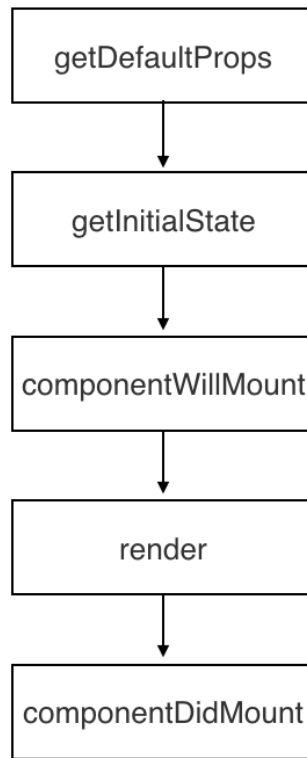 getDefaultProps
getInitialState
componentWillMount
render
componentDidMount